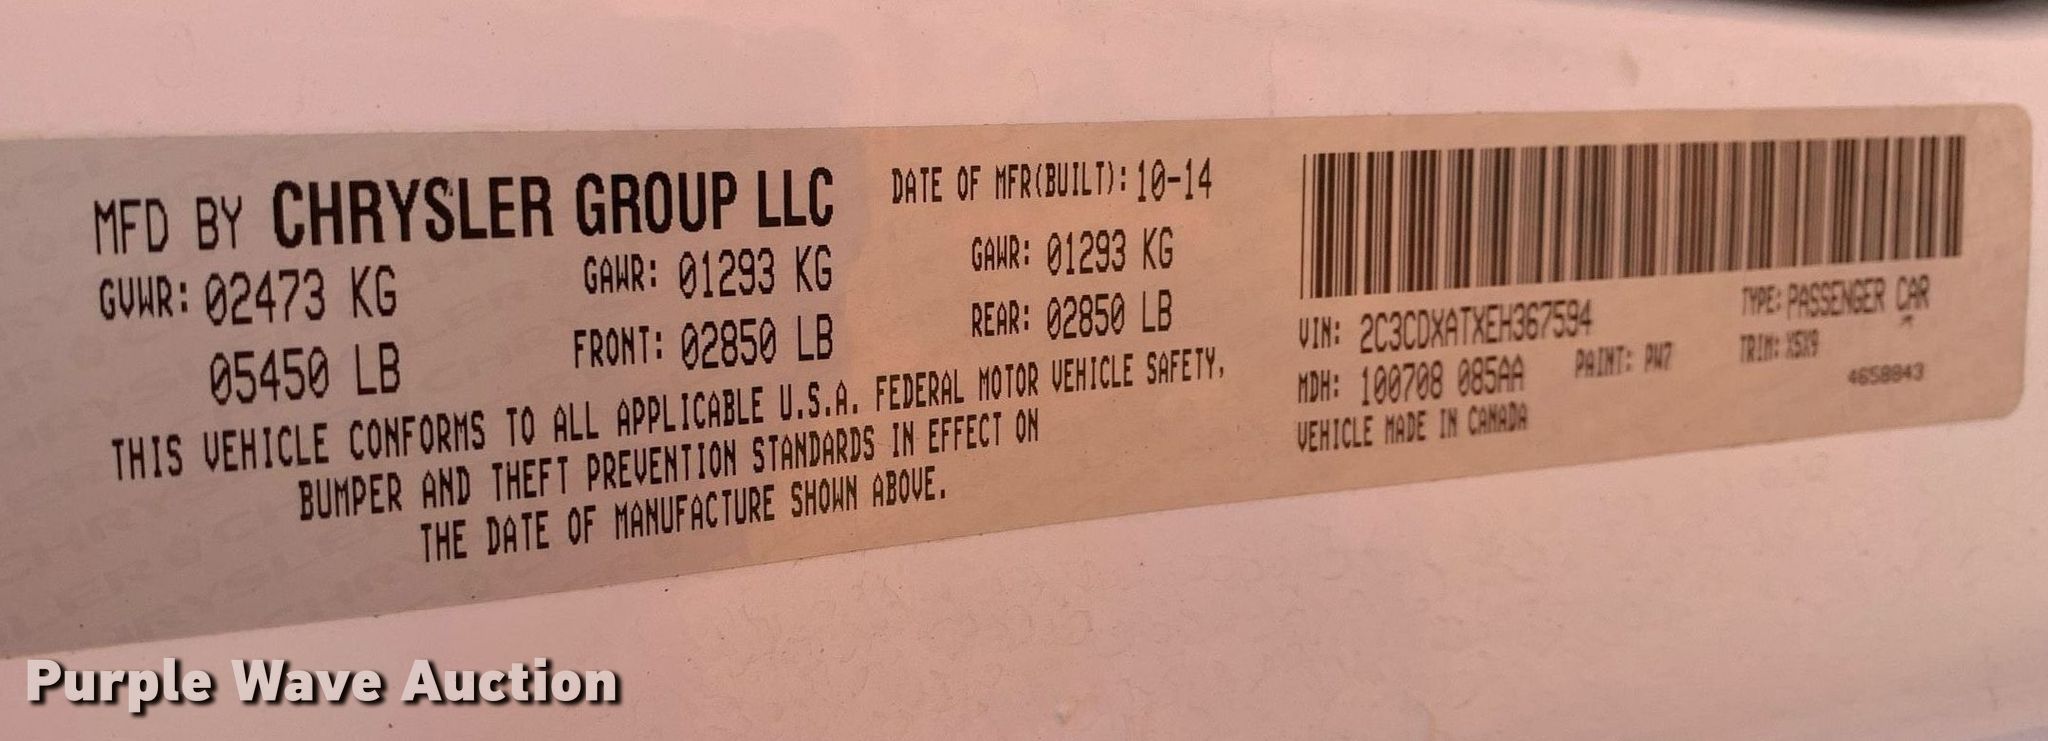 MFD BY CHRYSLER GROUP LLC
DATE OF MFR(BUILT): 10-14
GVWR: 02473 KG
05450 LB
GAWR: 01293 KG
FRONT: 02850 LB
GAWR: 01293 KG
REAR: 02850 LB
THIS VEHICLE CONFORMS TO ALL APPLICABLE U.S.A. FEDERAL MOTOR VEHICLE SAFETY,
BUMPER AND THEFT PREVENTION STANDARDS IN EFFECT ON
THE DATE OF MANUFACTURE SHOWN ABOVE.
VIN: 2C3CDXATXEH367594
TYPE: PASSENGER CAR
MDH: 100708 085AA
PAINT: PW7
TRIM: X5X9
4658843
VEHICLE MADE IN CANADA
Purple Wave Auction